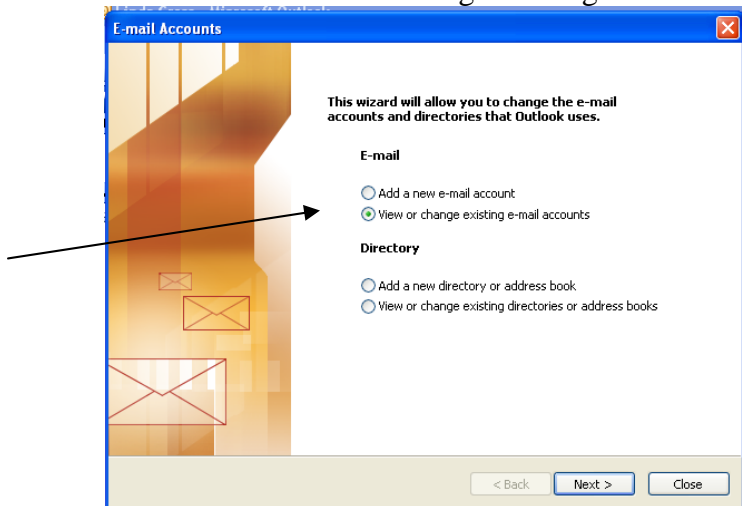 E-mail Accounts
This wizard will allow you to change the e-mail
accounts and directories that Outlook uses.
E-mail
Add a new e-mail account
View or change existing e-mail accounts
Directory
Add a new directory or address book
View or change existing directories or address books
< Back
Next >
Close